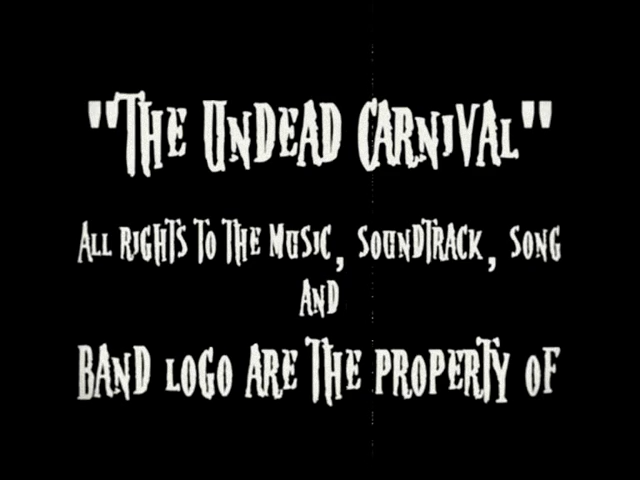 "The Undead Carnival"
All rights to the music, soundtrack, song
and
Band logo are the property of